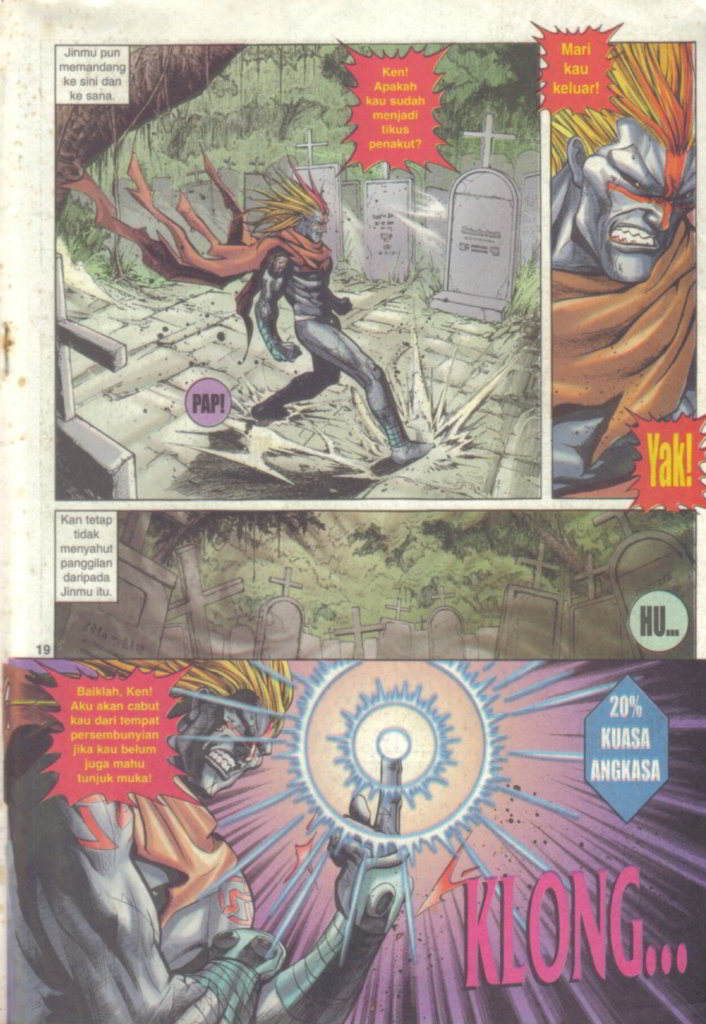 Jinmu pun
memandang
ke sini dan
ke sana.
Ken!
Apakah
kau sudah
menjadi
tikus
penakut?
Mari
kau
keluar!
PAP!
Yak!
Kan tetap
tidak
menyahut
panggilan
daripada
Jinmu itu.
HU...
19
Baiklah, Ken!
Aku akan cabut
kau dari tempat
persembunyian
jika kau belum
juga mahu
tunjuk muka!
20%
KUASA
ANGKASA
KLONG...